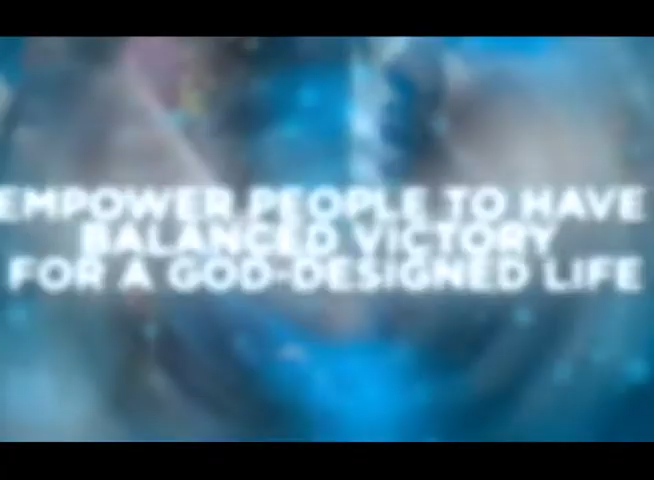 EMPOWER PEOPLE TO HAVE
BALANCED VICTORY
FOR A GOD-DESIGNED LIFE